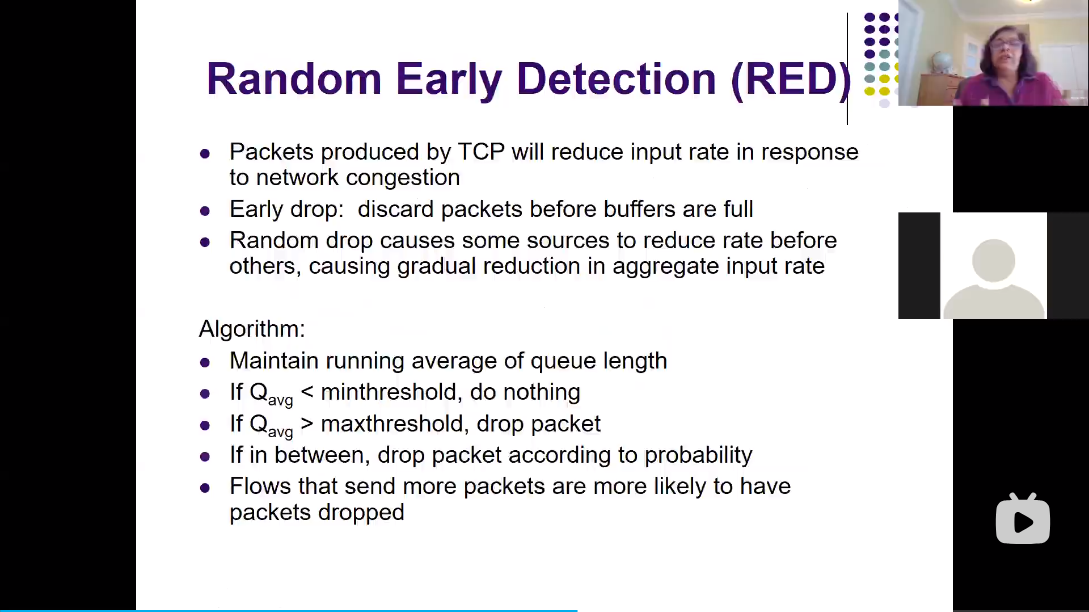 Random Early Detection (RED)
● Packets produced by TCP will reduce input rate in response
to network congestion
● Early drop:  discard packets before buffers are full
● Random drop causes some sources to reduce rate before
others, causing gradual reduction in aggregate input rate
Algorithm:
● Maintain running average of queue length
● If Qavg < minthreshold, do nothing
● If Qavg > maxthreshold, drop packet
● If in between, drop packet according to probability
● Flows that send more packets are more likely to have
packets dropped